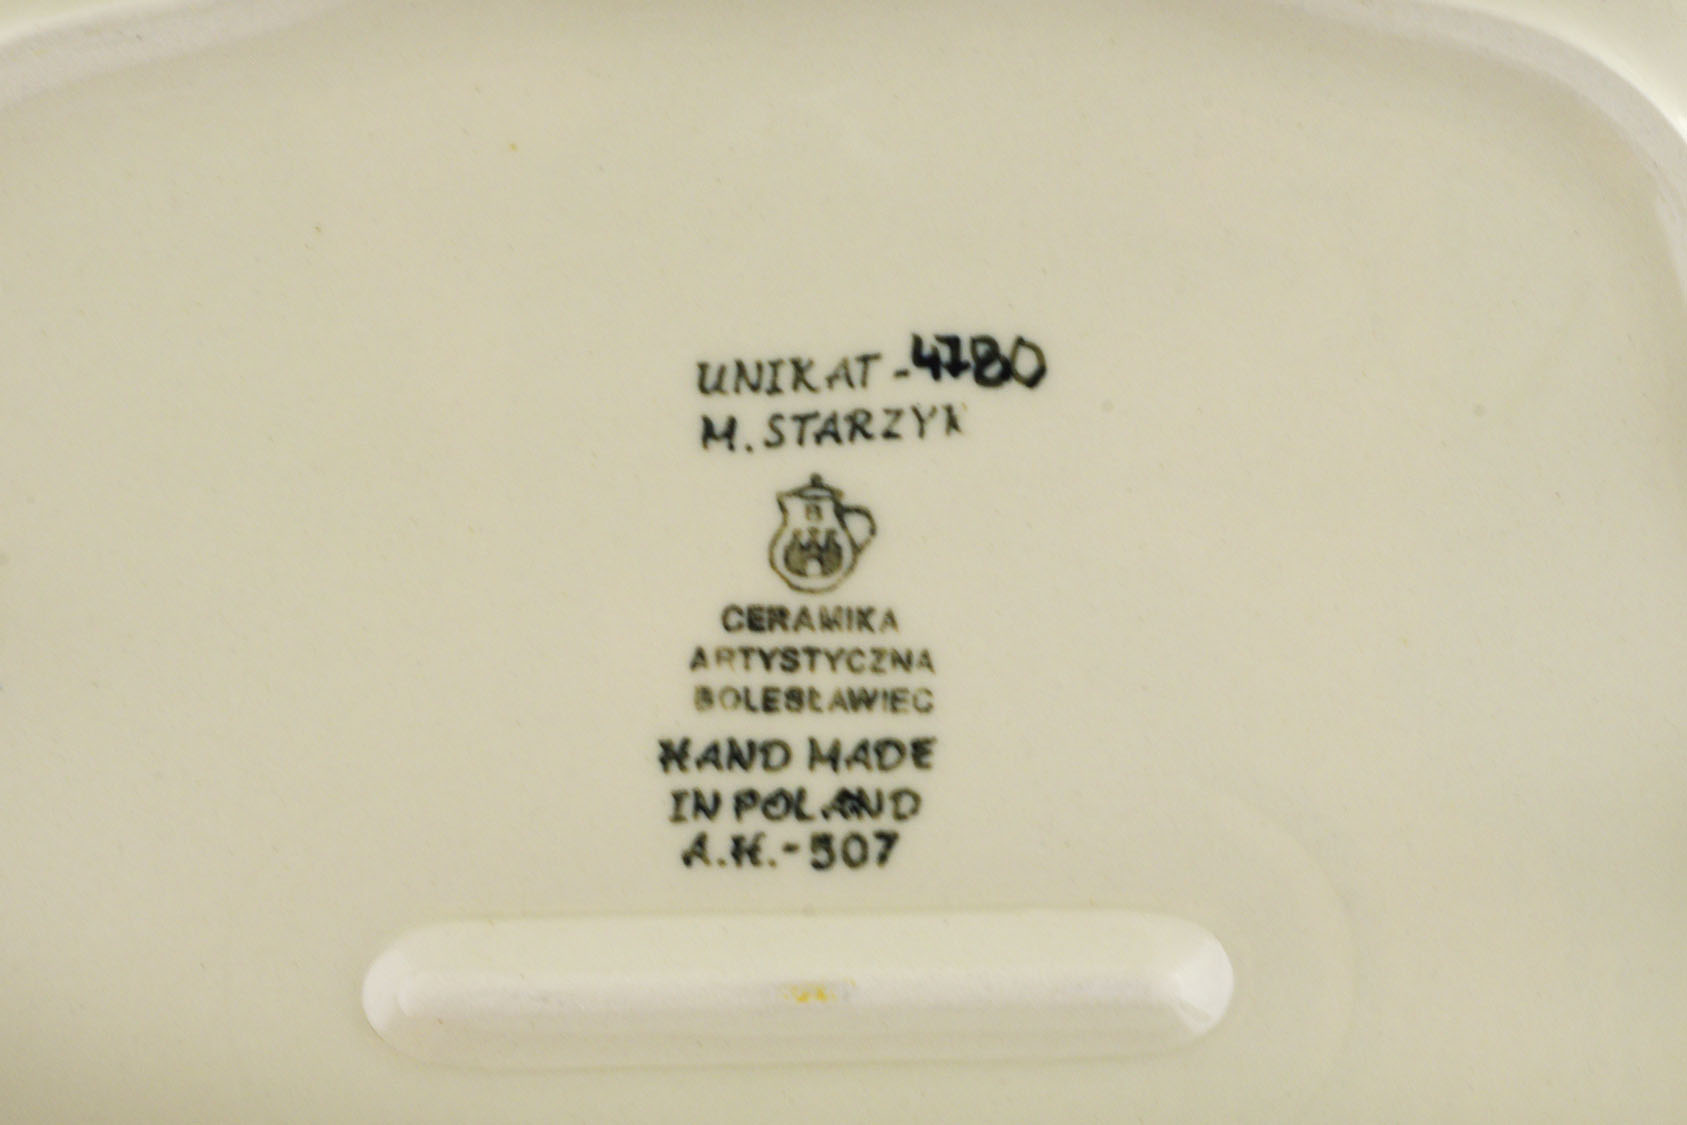 UNIKAT-4780
M. STARZYK
B
CERAMIKA
ARTYSTYCZNA
BOLESŁAWIEC
HAND MADE
IN POLAND
A.H.-507